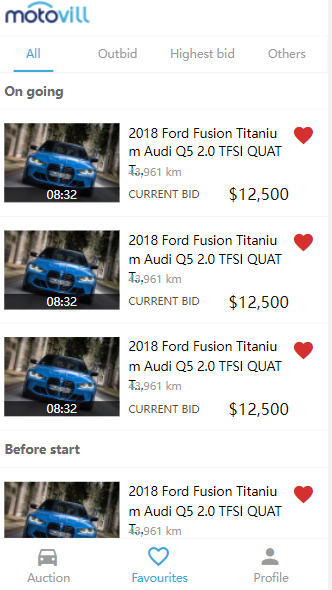 motovill
All
Outbid
Highest bid
Others
On going
2018 Ford Fusion Titaniu
m Audi Q5 2.0 TFSI QUAT
T...
43,961 km
08:32
CURRENT BID
$12,500
2018 Ford Fusion Titaniu
m Audi Q5 2.0 TFSI QUAT
T...
43,961 km
08:32
CURRENT BID
$12,500
2018 Ford Fusion Titaniu
m Audi Q5 2.0 TFSI QUAT
T...
43,961 km
08:32
CURRENT BID
$12,500
Before start
2018 Ford Fusion Titaniu
m Audi Q5 2.0 TFSI QUAT
T...
43,961 km
Auction
Favourites
Profile